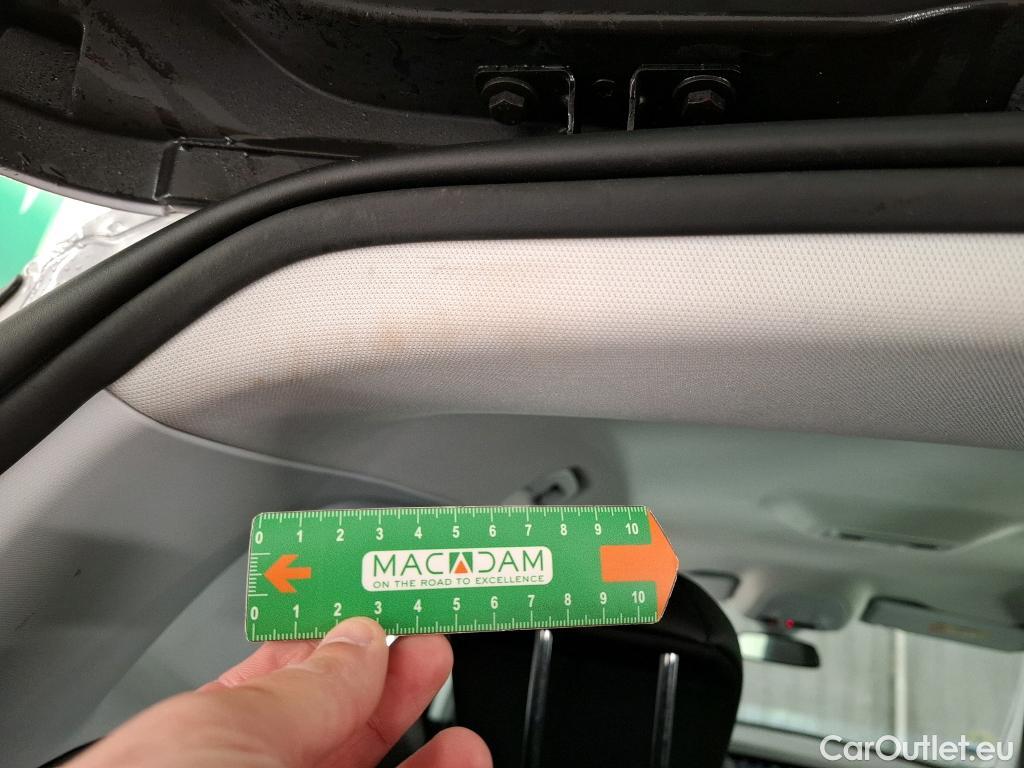 0 1 2 3 4 5 6 7 8 9 10
MACADAM
ON THE ROAD TO EXCELLENCE
0 1 2 3 4 5 6 7 8 9 10
CarOutlet.eu